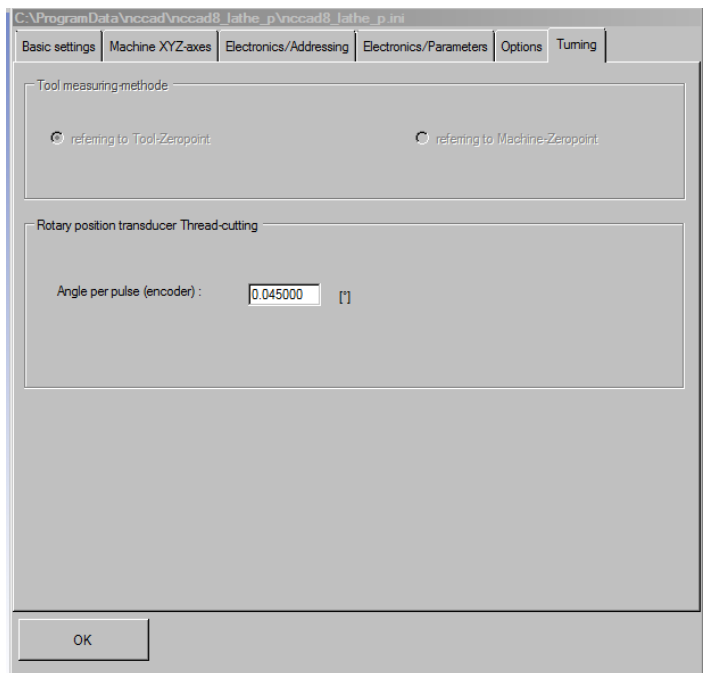 C:\ProgramData\nccad\nccad8_lathe_p\nccad8_lathe_p.ini
Basic settings Machine XYZ-axes Electronics/Addressing Electronics/Parameters Options Turning
Tool measuring-methode
referring to Tool-Zeropoint referring to Machine-Zeropoint
Rotary position transducer Thread-cutting
Angle per pulse (encoder) : 0.045000 [°]
OK